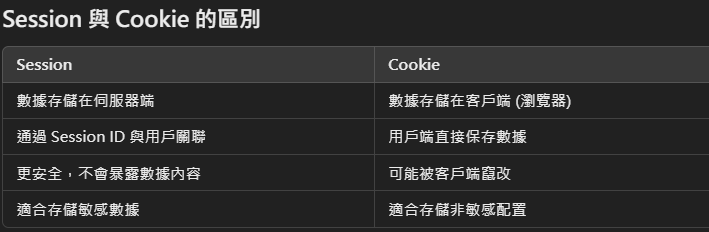 Session 與 Cookie 的區別
Session Cookie
數據存儲在伺服器端 數據存儲在客戶端 (瀏覽器)
通過 Session ID 與用戶關聯 用戶端直接保存數據
更安全，不會暴露數據內容 可能被客戶端竄改
適合存儲敏感數據 適合存儲非敏感配置